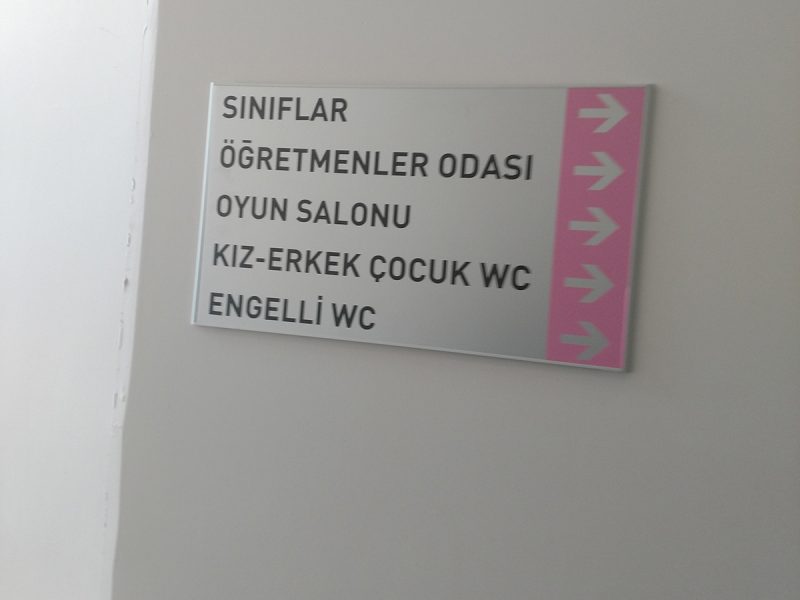 SINIFLAR
ÖĞRETMENLER ODASI
OYUN SALONU
KIZ-ERKEK ÇOCUK WC
ENGELLİ WC